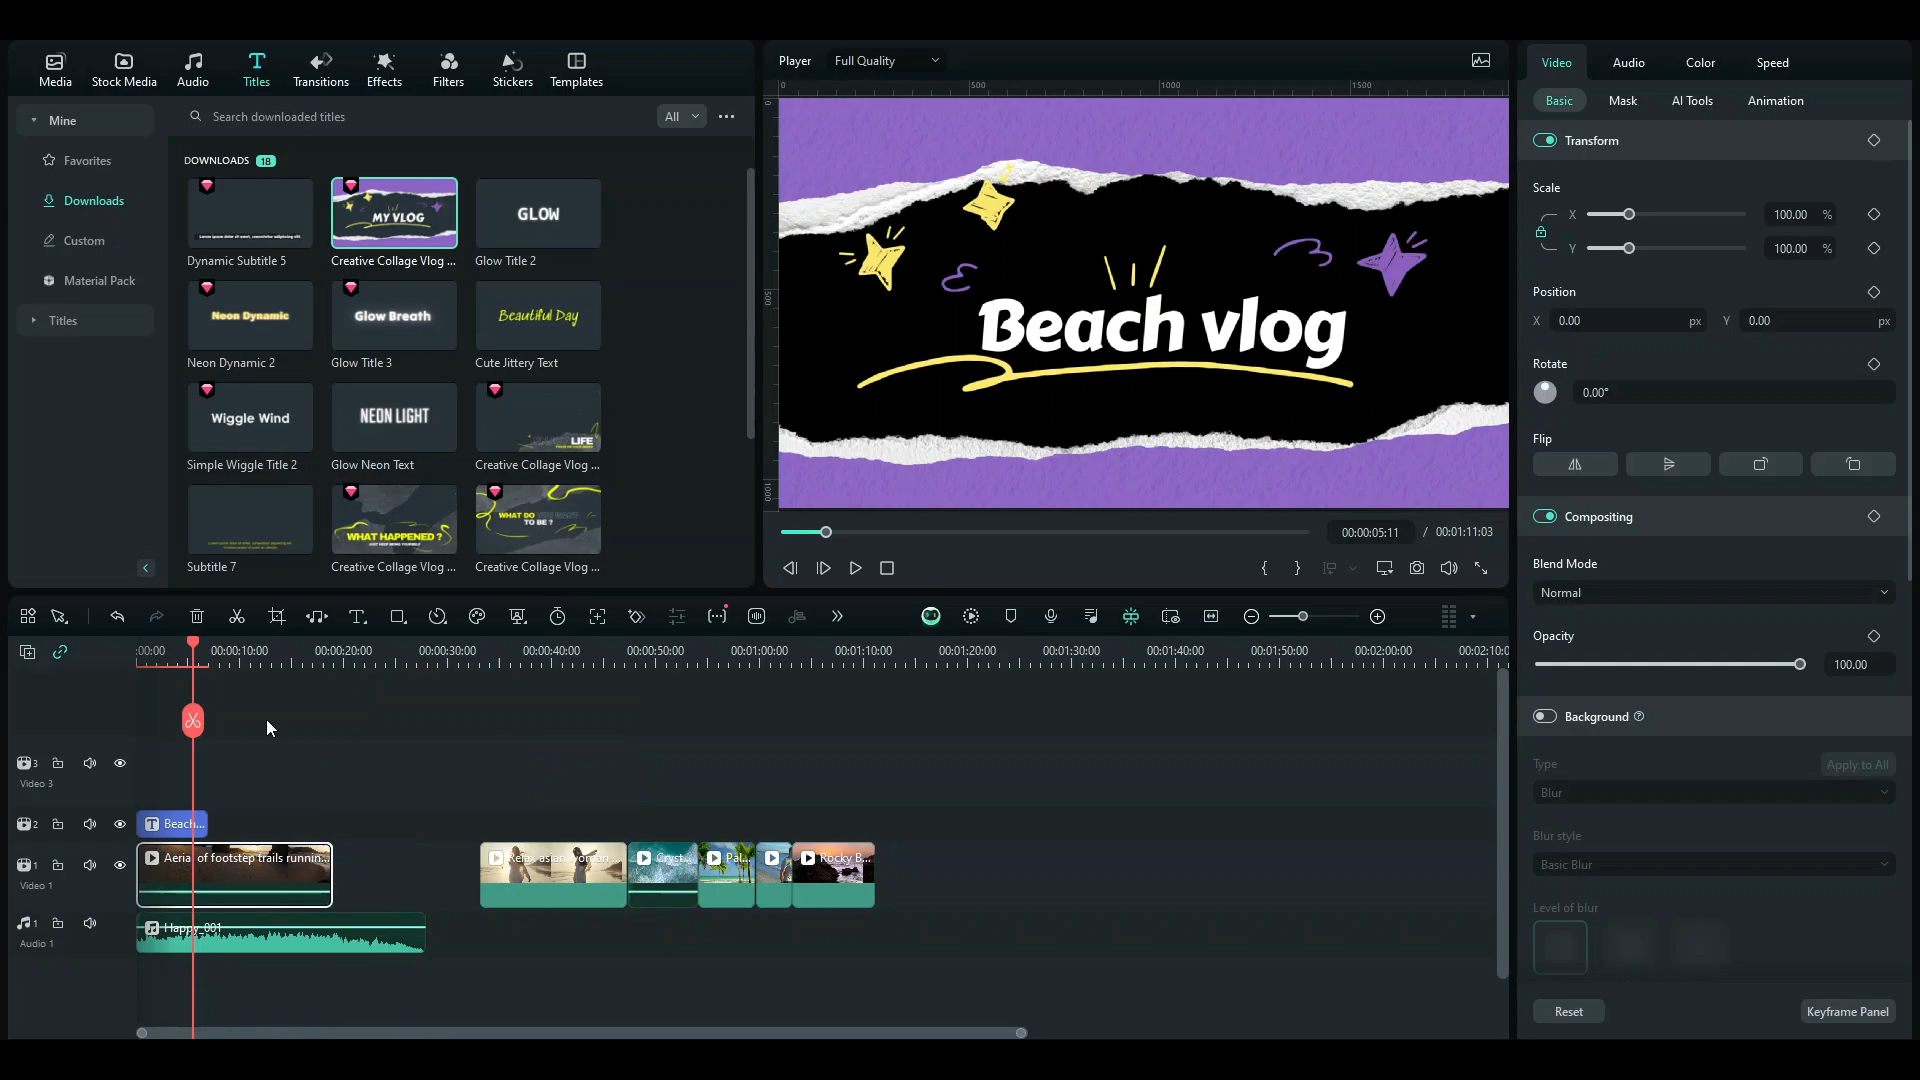 Media
Stock Media
Audio
Titles
Transitions
Effects
Filters
Stickers
Templates
Mine
Favorites
Downloads
Custom
Material Pack
Titles
Search downloaded titles
All
DOWNLOADS 18
MY VLOG
GLOW
Dynamic Subtitle 5
Creative Collage Vlog ...
Glow Title 2
Neon Dynamic
Glow Breath
Beautiful Day
Neon Dynamic 2
Glow Title 3
Cute Jittery Text
Wiggle Wind
NEON LIGHT
LIFE
Simple Wiggle Title 2
Glow Neon Text
Creative Collage Vlog ...
WHAT HAPPENED ?
WHAT DO YOU WANT
TO BE ?
Subtitle 7
Creative Collage Vlog ...
Creative Collage Vlog ...
Player
Full Quality
0
500
1000
1500
0
500
1000
Beach vlog
00:00:05:11 / 00:01:11:03
Video
Audio
Color
Speed
Basic
Mask
AI Tools
Animation
Transform
Scale
X 100.00 %
Y 100.00 %
Position
X 0.00 px Y 0.00 px
Rotate
0.00°
Flip
Compositing
Blend Mode
Normal
Opacity
100.00
Background
Type
Apply to All
Blur
Blur style
Basic Blur
Level of blur
Reset
Keyframe Panel
:00:00
00:00:10:00
00:00:20:00
00:00:30:00
00:00:40:00
00:00:50:00
00:01:00:00
00:01:10:00
00:01:20:00
00:01:30:00
00:01:40:00
00:01:50:00
00:02:00:00
00:02:10:0
3
Video 3
2
Beach...
1
Video 1
Aerial of footstep trails runnin...
Relax asian woman ...
Cryst...
Pal...
Rocky B...
1
Audio 1
Happy_001